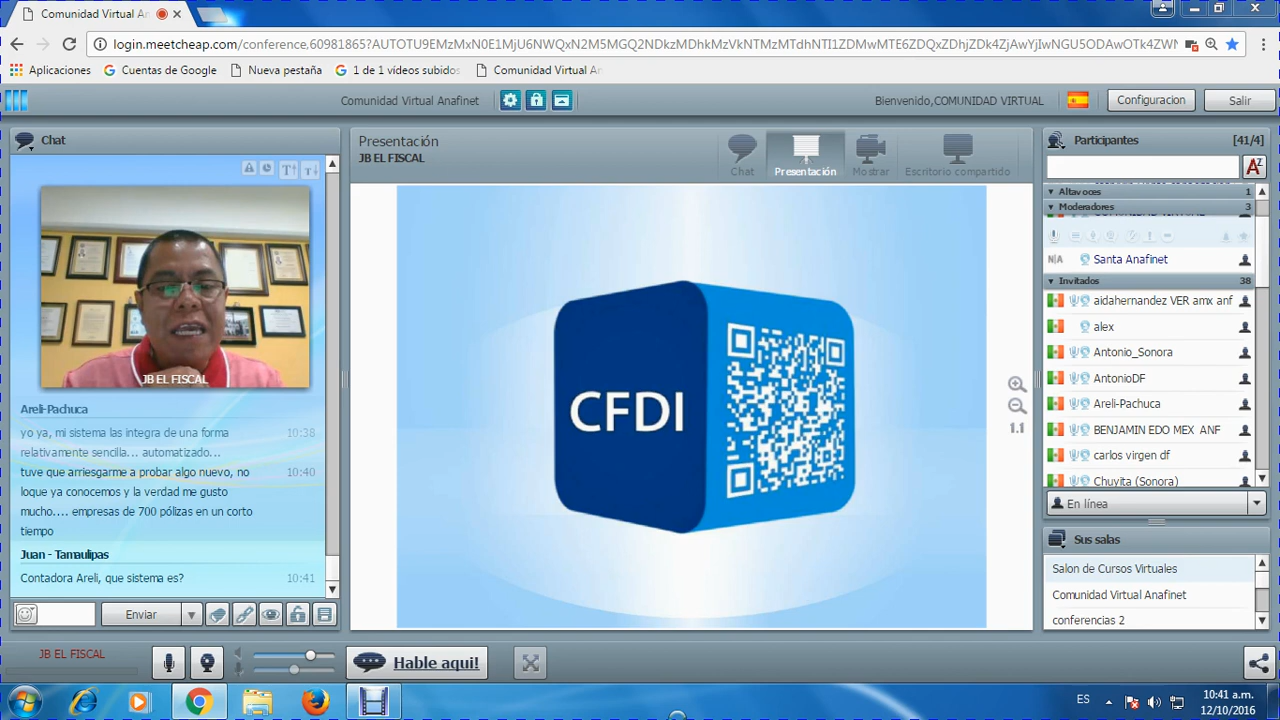 Comunidad Virtual An
login.meetcheap.com/conference.60981865?AUTOTU9EMzMxN0E1MjU6NWQxN2M5MGQ2NDkzMDhkMzVkNTMzMTdhNTI1ZDMwMTE6ZDQxZDhjZDk4ZjAwYjIwNGU5ODAwOTk4ZWN
Aplicaciones
Cuentas de Google
Nueva pestaña
1 de 1 vídeos subidos
Comunidad Virtual An
Comunidad Virtual Anafinet
Bienvenido,COMUNIDAD VIRTUAL
Configuracion
Salir
Chat
JB EL FISCAL
Areli-Pachuca
yo ya, mi sistema las integra de una forma 10:38
relativamente sencilla... automatizado...
tuve que arriesgarme a probar algo nuevo, no 10:40
loque ya conocemos y la verdad me gusto
mucho.... empresas de 700 pólizas en un corto
tiempo
Juan - Tamaulipas
Contadora Areli, que sistema es? 10:41
Enviar
Presentación
JB EL FISCAL
Chat
Presentación
Mostrar
Escritorio compartido
CFDI
1.1
Participantes [41/4]
AZ
Altavoces 1
Moderadores 3
N/A Santa Anafinet
Invitados 38
aidahernandez VER amx anf
alex
Antonio_Sonora
AntonioDF
Areli-Pachuca
BENJAMIN EDO MEX ANF
carlos virgen df
Chuyita (Sonora)
En línea
Sus salas
Salon de Cursos Virtuales
Comunidad Virtual Anafinet
conferencias 2
JB EL FISCAL
Hable aqui!
ES
10:41 a.m.
12/10/2016